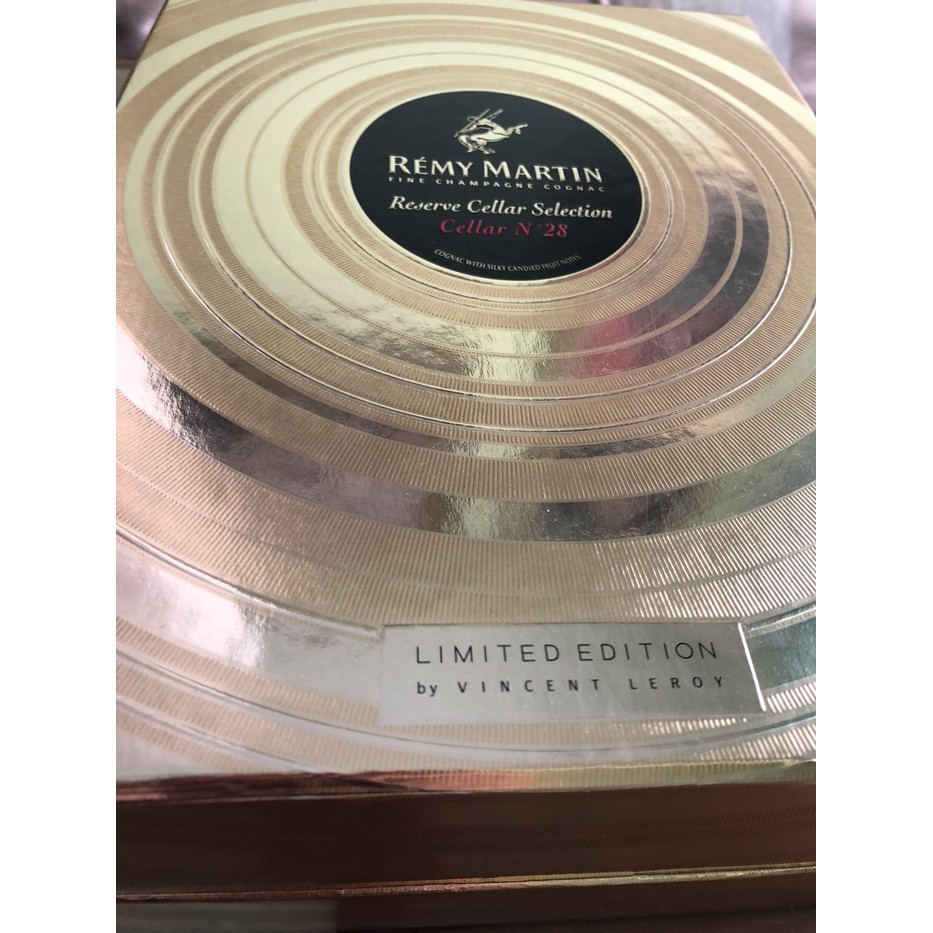 RÉMY MARTIN
FINE CHAMPAGNE COGNAC
Reserve Cellar Selection
Cellar N°28
COGNAC WITH SILKY CANDIED FRUIT NOTES
LIMITED EDITION
by VINCENT LEROY